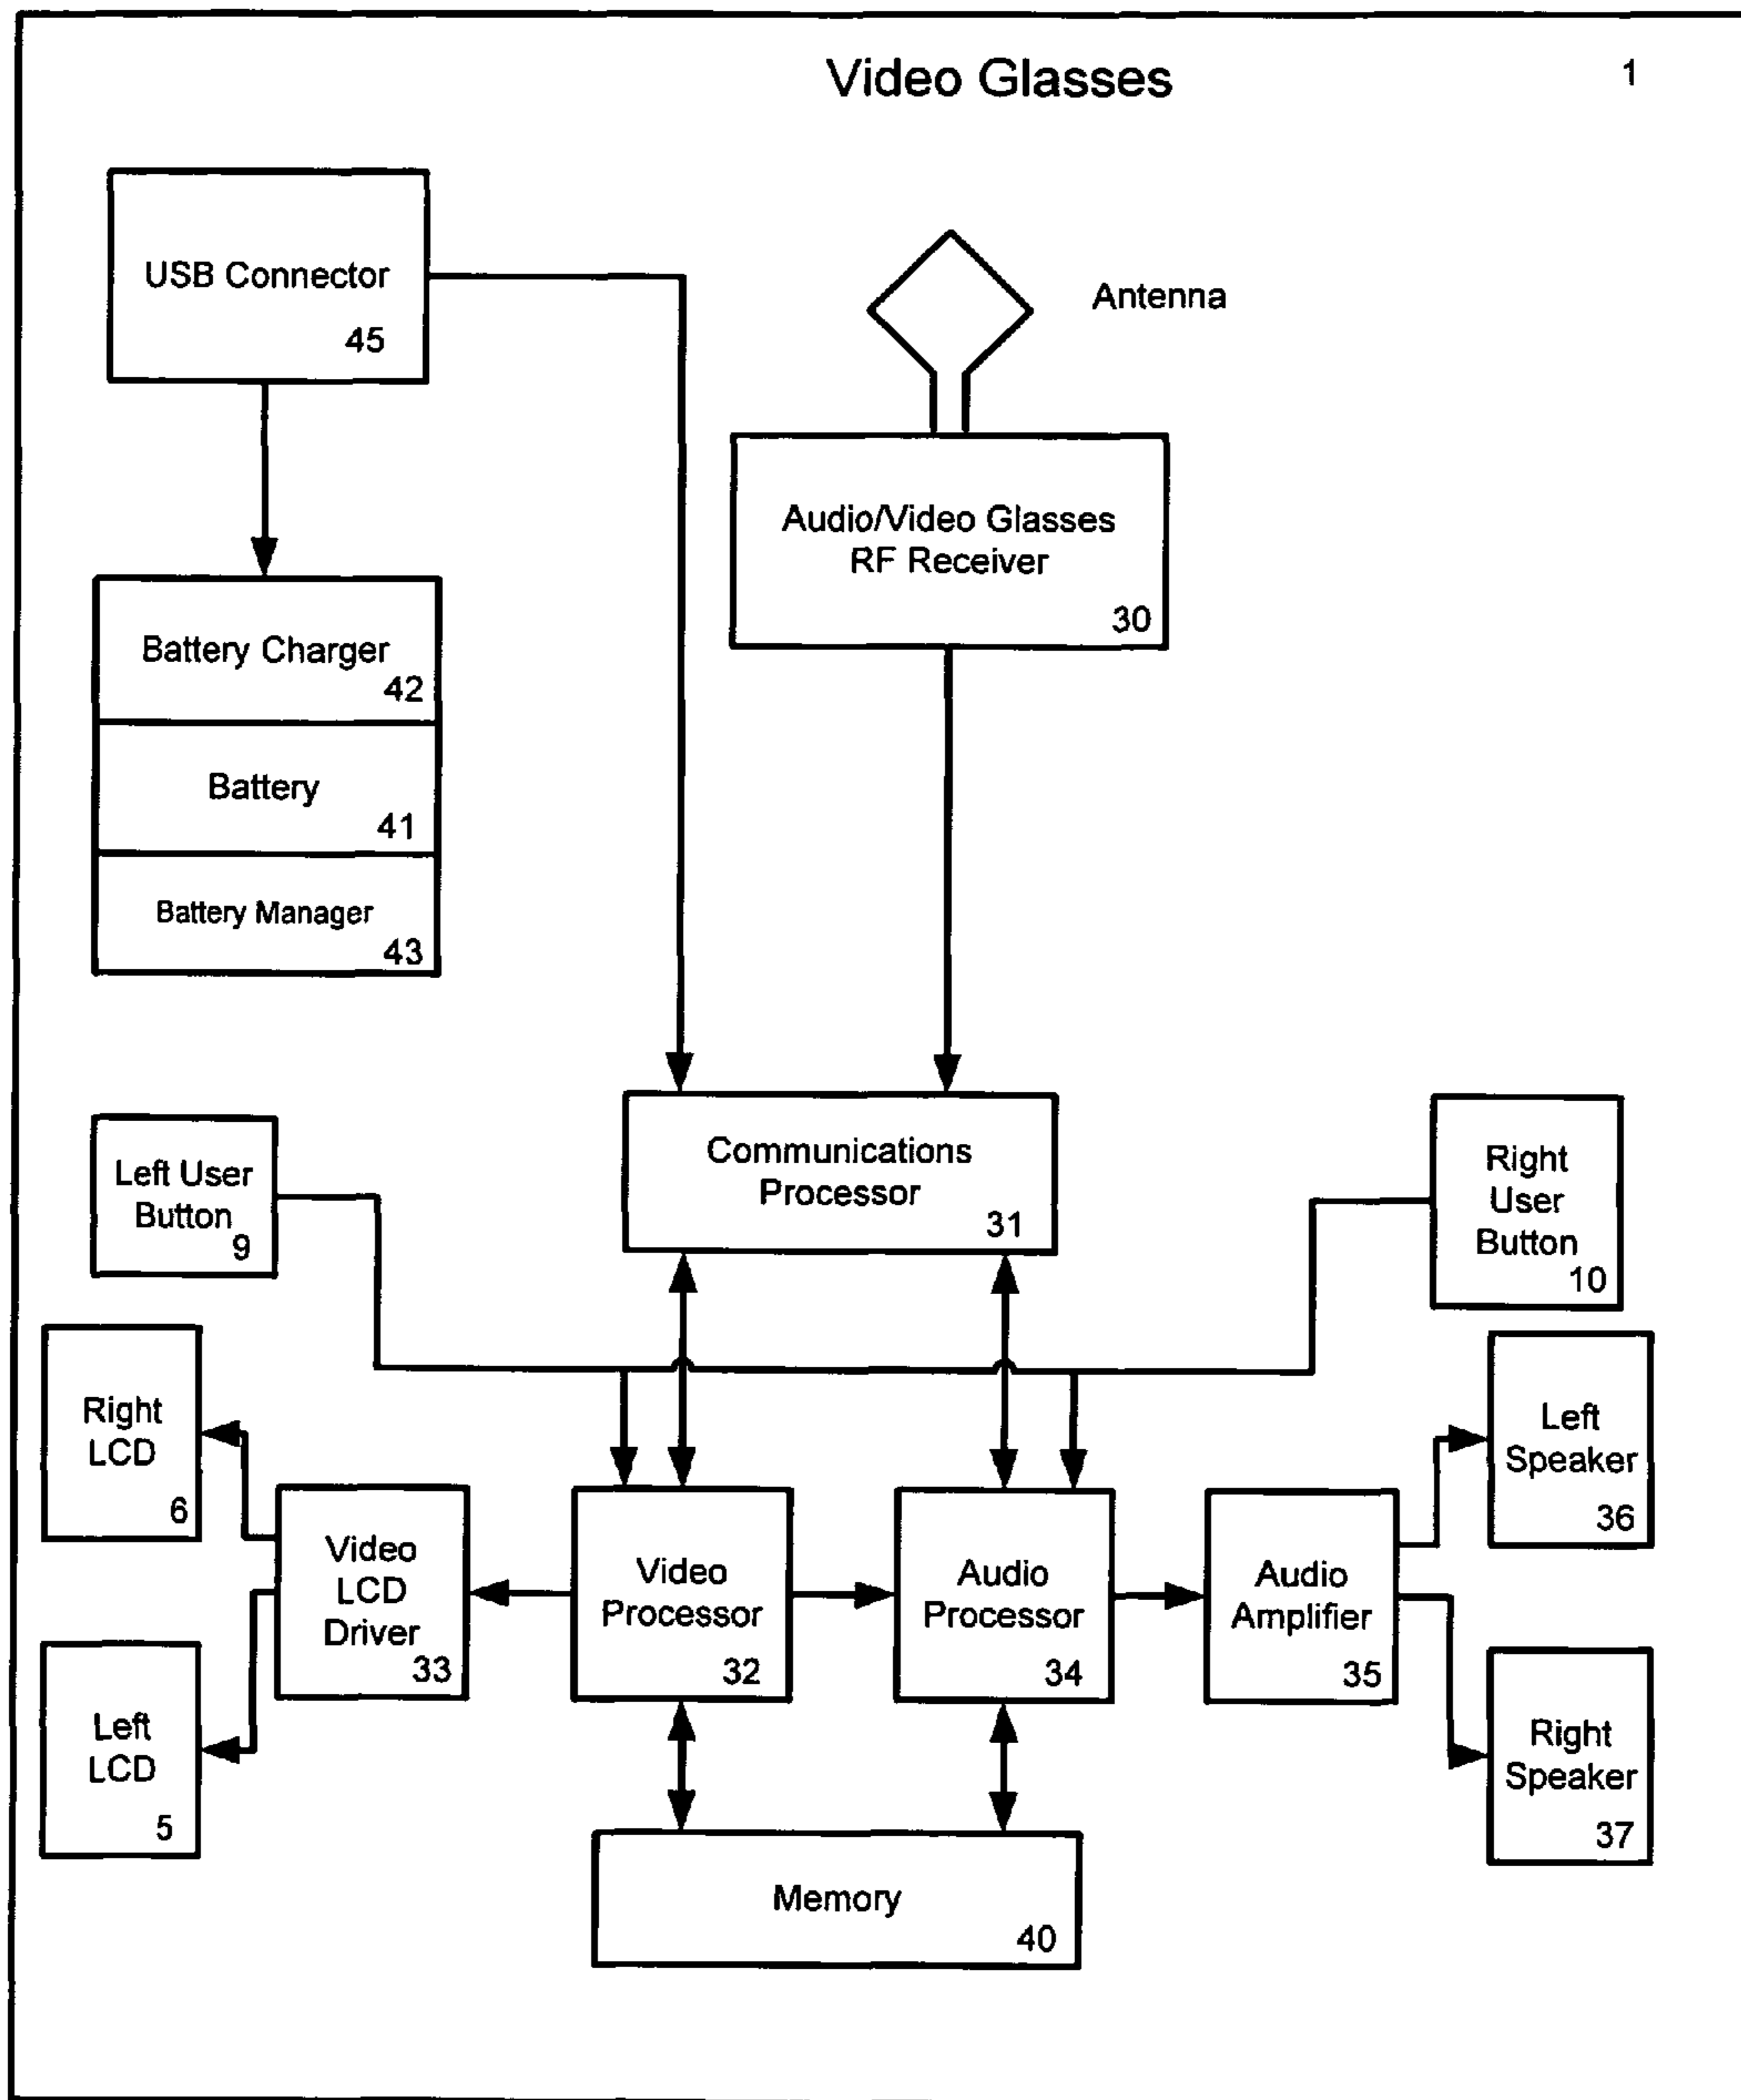 Video Glasses
1
USB Connector
45
Antenna
Audio/Video Glasses
RF Receiver
30
Battery Charger
42
Battery
41
Battery Manager
43
Communications
Processor
31
Left User
Button
9
Right
User
Button
10
Right
LCD
6
Left
Speaker
36
Video
LCD
Driver
33
Video
Processor
32
Audio
Processor
34
Audio
Amplifier
35
Left
LCD
5
Right
Speaker
37
Memory
40